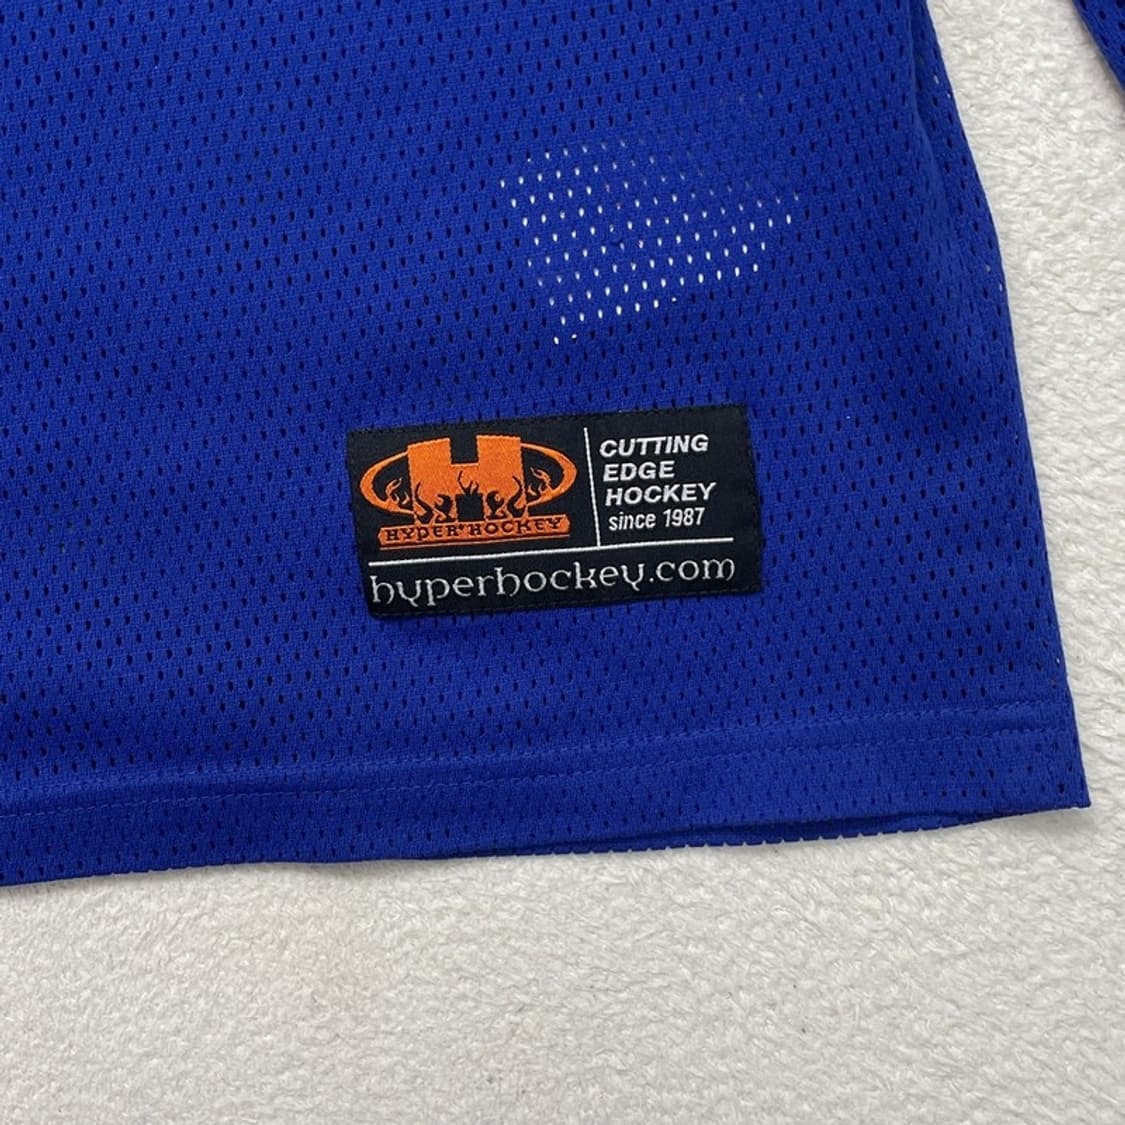 H
HYPER*HOCKEY
CUTTING
EDGE
HOCKEY
since 1987
hyperhockey.com